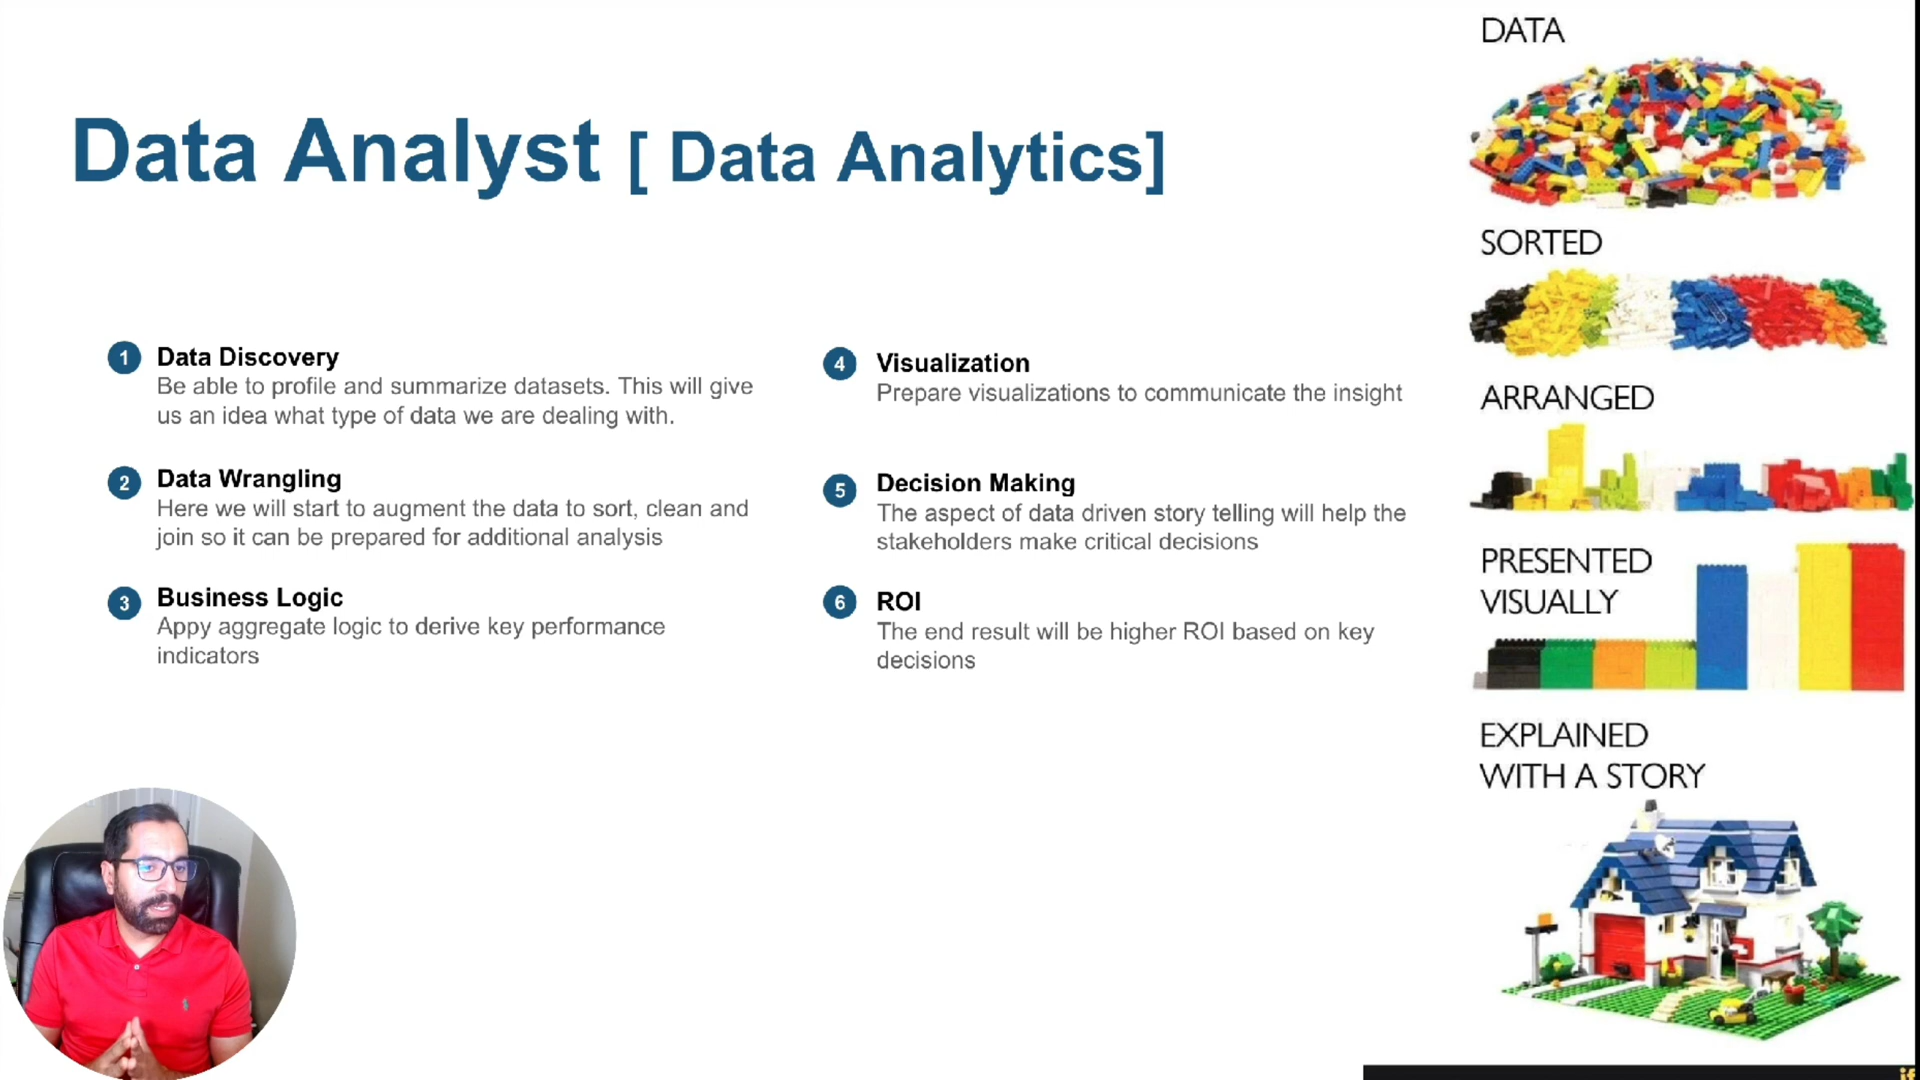 Data Analyst [ Data Analytics]
1 Data Discovery
Be able to profile and summarize datasets. This will give
us an idea what type of data we are dealing with.
2 Data Wrangling
Here we will start to augment the data to sort, clean and
join so it can be prepared for additional analysis
3 Business Logic
Appy aggregate logic to derive key performance
indicators
4 Visualization
Prepare visualizations to communicate the insight
5 Decision Making
The aspect of data driven story telling will help the
stakeholders make critical decisions
6 ROI
The end result will be higher ROI based on key
decisions
DATA
SORTED
ARRANGED
PRESENTED
VISUALLY
EXPLAINED
WITH A STORY